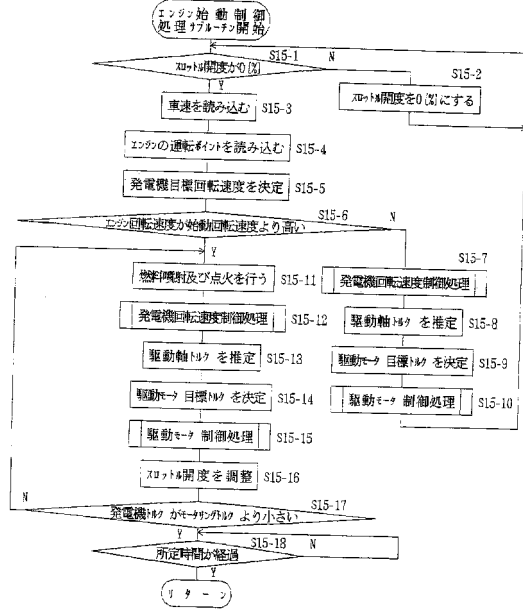 エンジン始動制御
処理サブルーチン開始
S15-1
N
スロットル開度が0(%)
Y
S15-2
スロットル開度を0(%)にする
車速を読み込む
S15-3
エンジンの運転ポイントを読み込む
S15-4
発電機目標回転速度を決定
S15-5
S15-6
N
エンジン回転速度が始動回転速度より高い
Y
S15-7
発電機回転速度制御処理
燃料噴射及び点火を行う
S15-11
発電機回転速度制御処理
S15-12
駆動軸トルク を推定
S15-8
駆動軸トルク を推定
S15-13
駆動モータ 目標トルク を決定
S15-9
駆動モータ 目標トルク を決定
S15-14
駆動モータ 制御処理
S15-10
駆動モータ 制御処理
S15-15
スロットル開度を調整
S15-16
N
S15-17
発電機トルク がモータリングトルク より小さい
Y
S15-18
N
所定時間が経過
Y
リターン